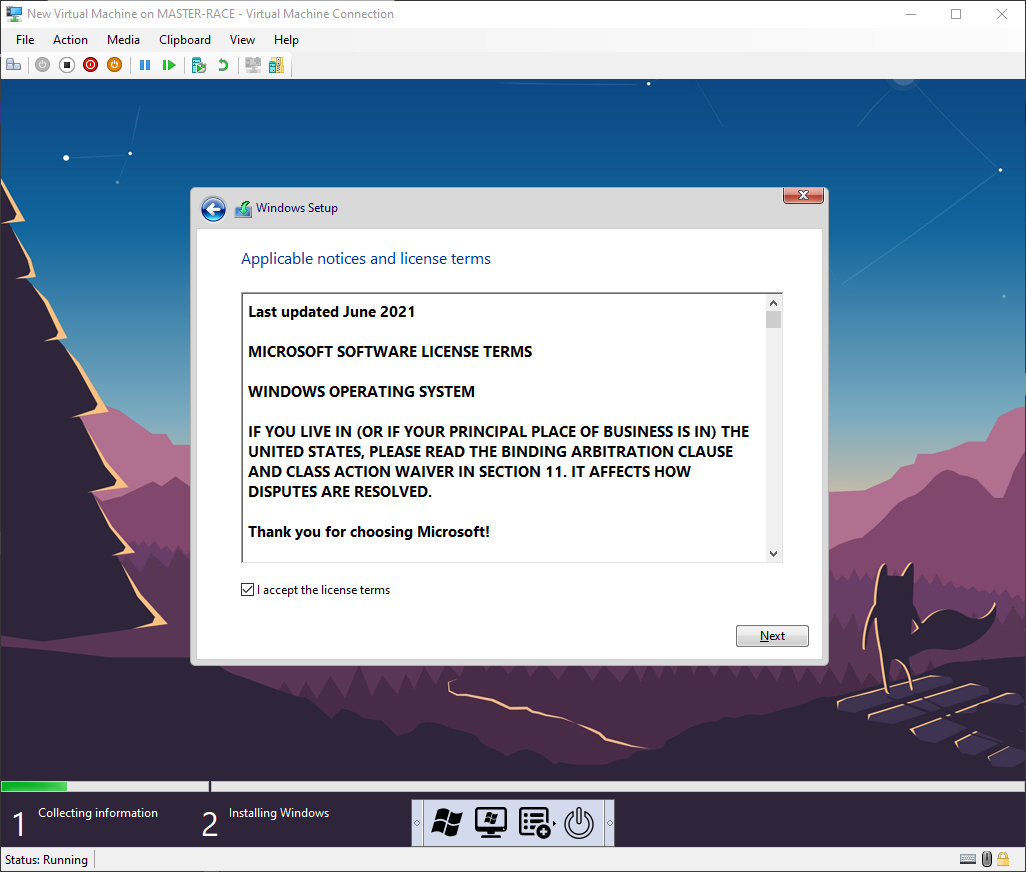 New Virtual Machine on MASTER-RACE - Virtual Machine Connection
File Action Media Clipboard View Help
Windows Setup
Applicable notices and license terms
Last updated June 2021
MICROSOFT SOFTWARE LICENSE TERMS
WINDOWS OPERATING SYSTEM
IF YOU LIVE IN (OR IF YOUR PRINCIPAL PLACE OF BUSINESS IS IN) THE
UNITED STATES, PLEASE READ THE BINDING ARBITRATION CLAUSE
AND CLASS ACTION WAIVER IN SECTION 11. IT AFFECTS HOW
DISPUTES ARE RESOLVED.
Thank you for choosing Microsoft!
I accept the license terms
Next
1 Collecting information
2 Installing Windows
Status: Running